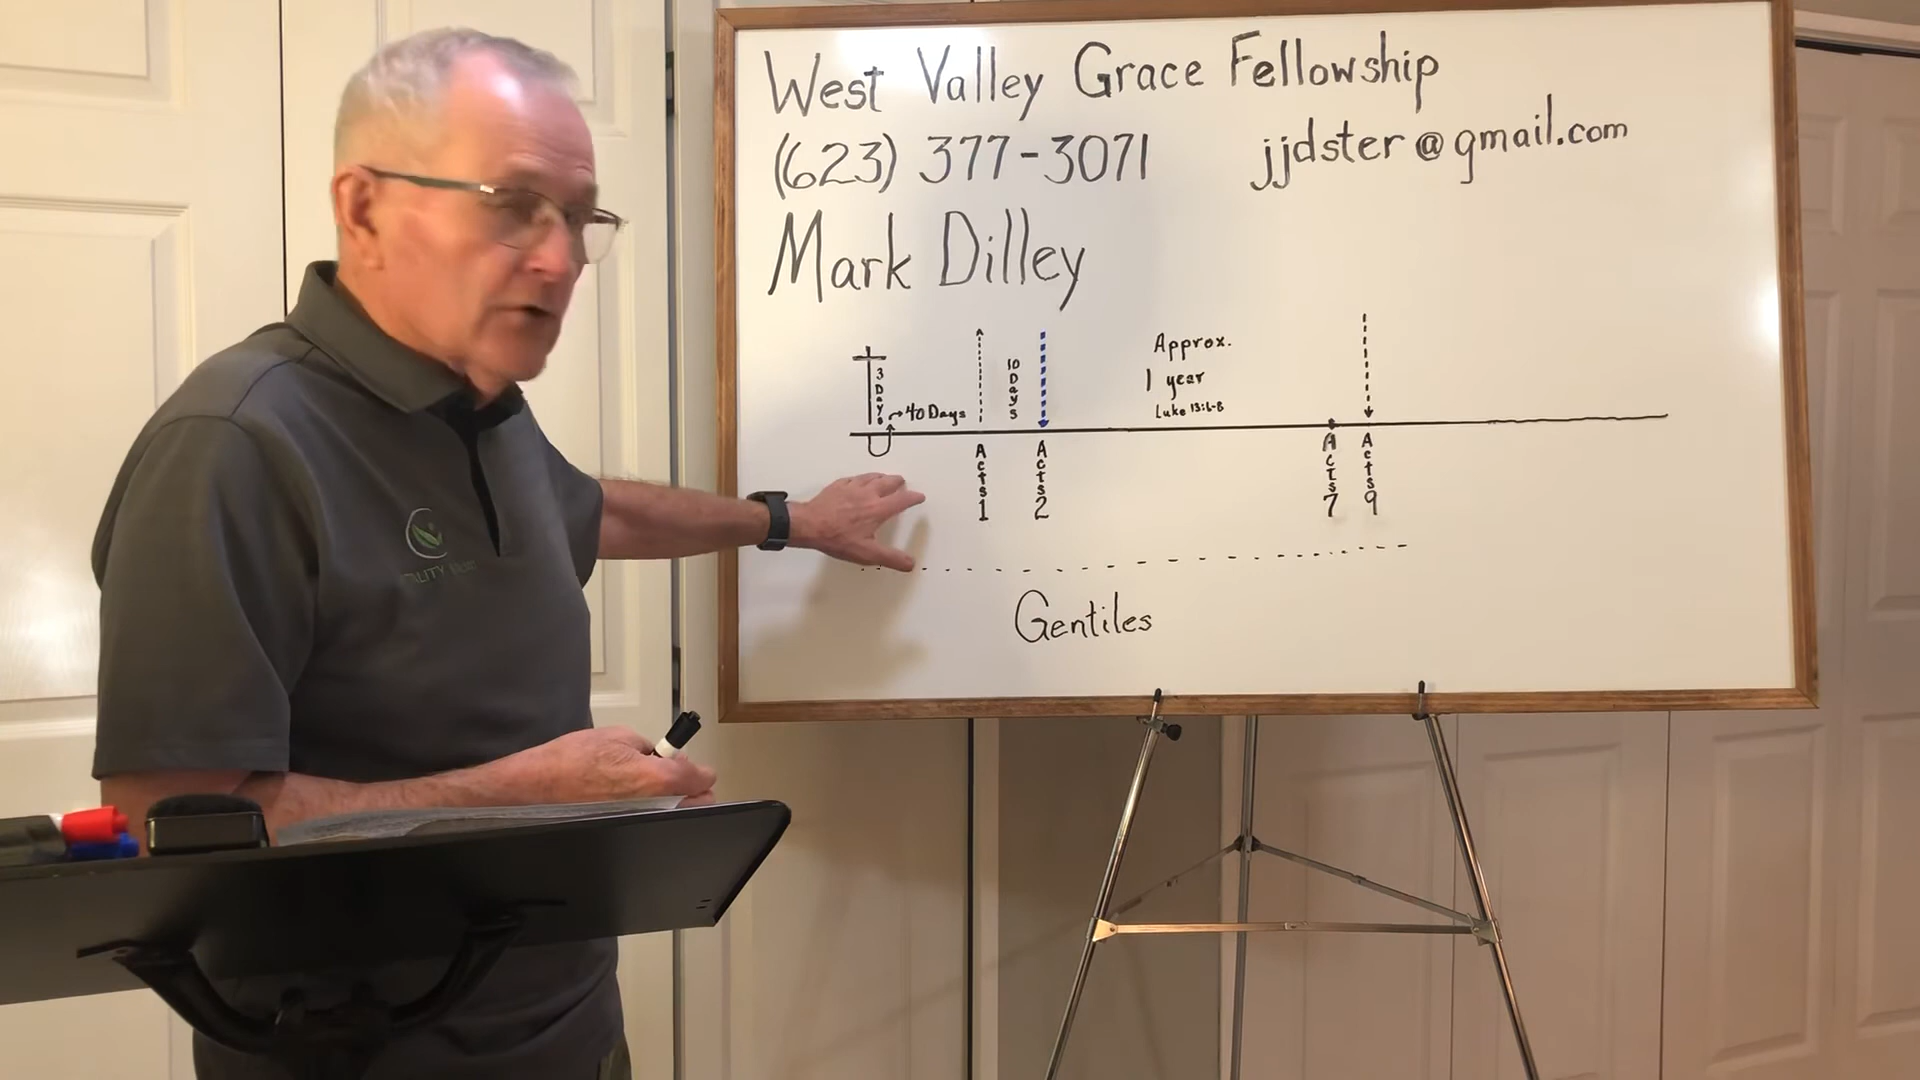 West Valley Grace Fellowship
(623) 377-3071 jjdster@gmail.com
Mark Dilley
3 Days
40 Days
10 Days
Approx.
1 year
Luke 13:6-8
Acts 1
Acts 2
Acts 7
Acts 9
Gentiles